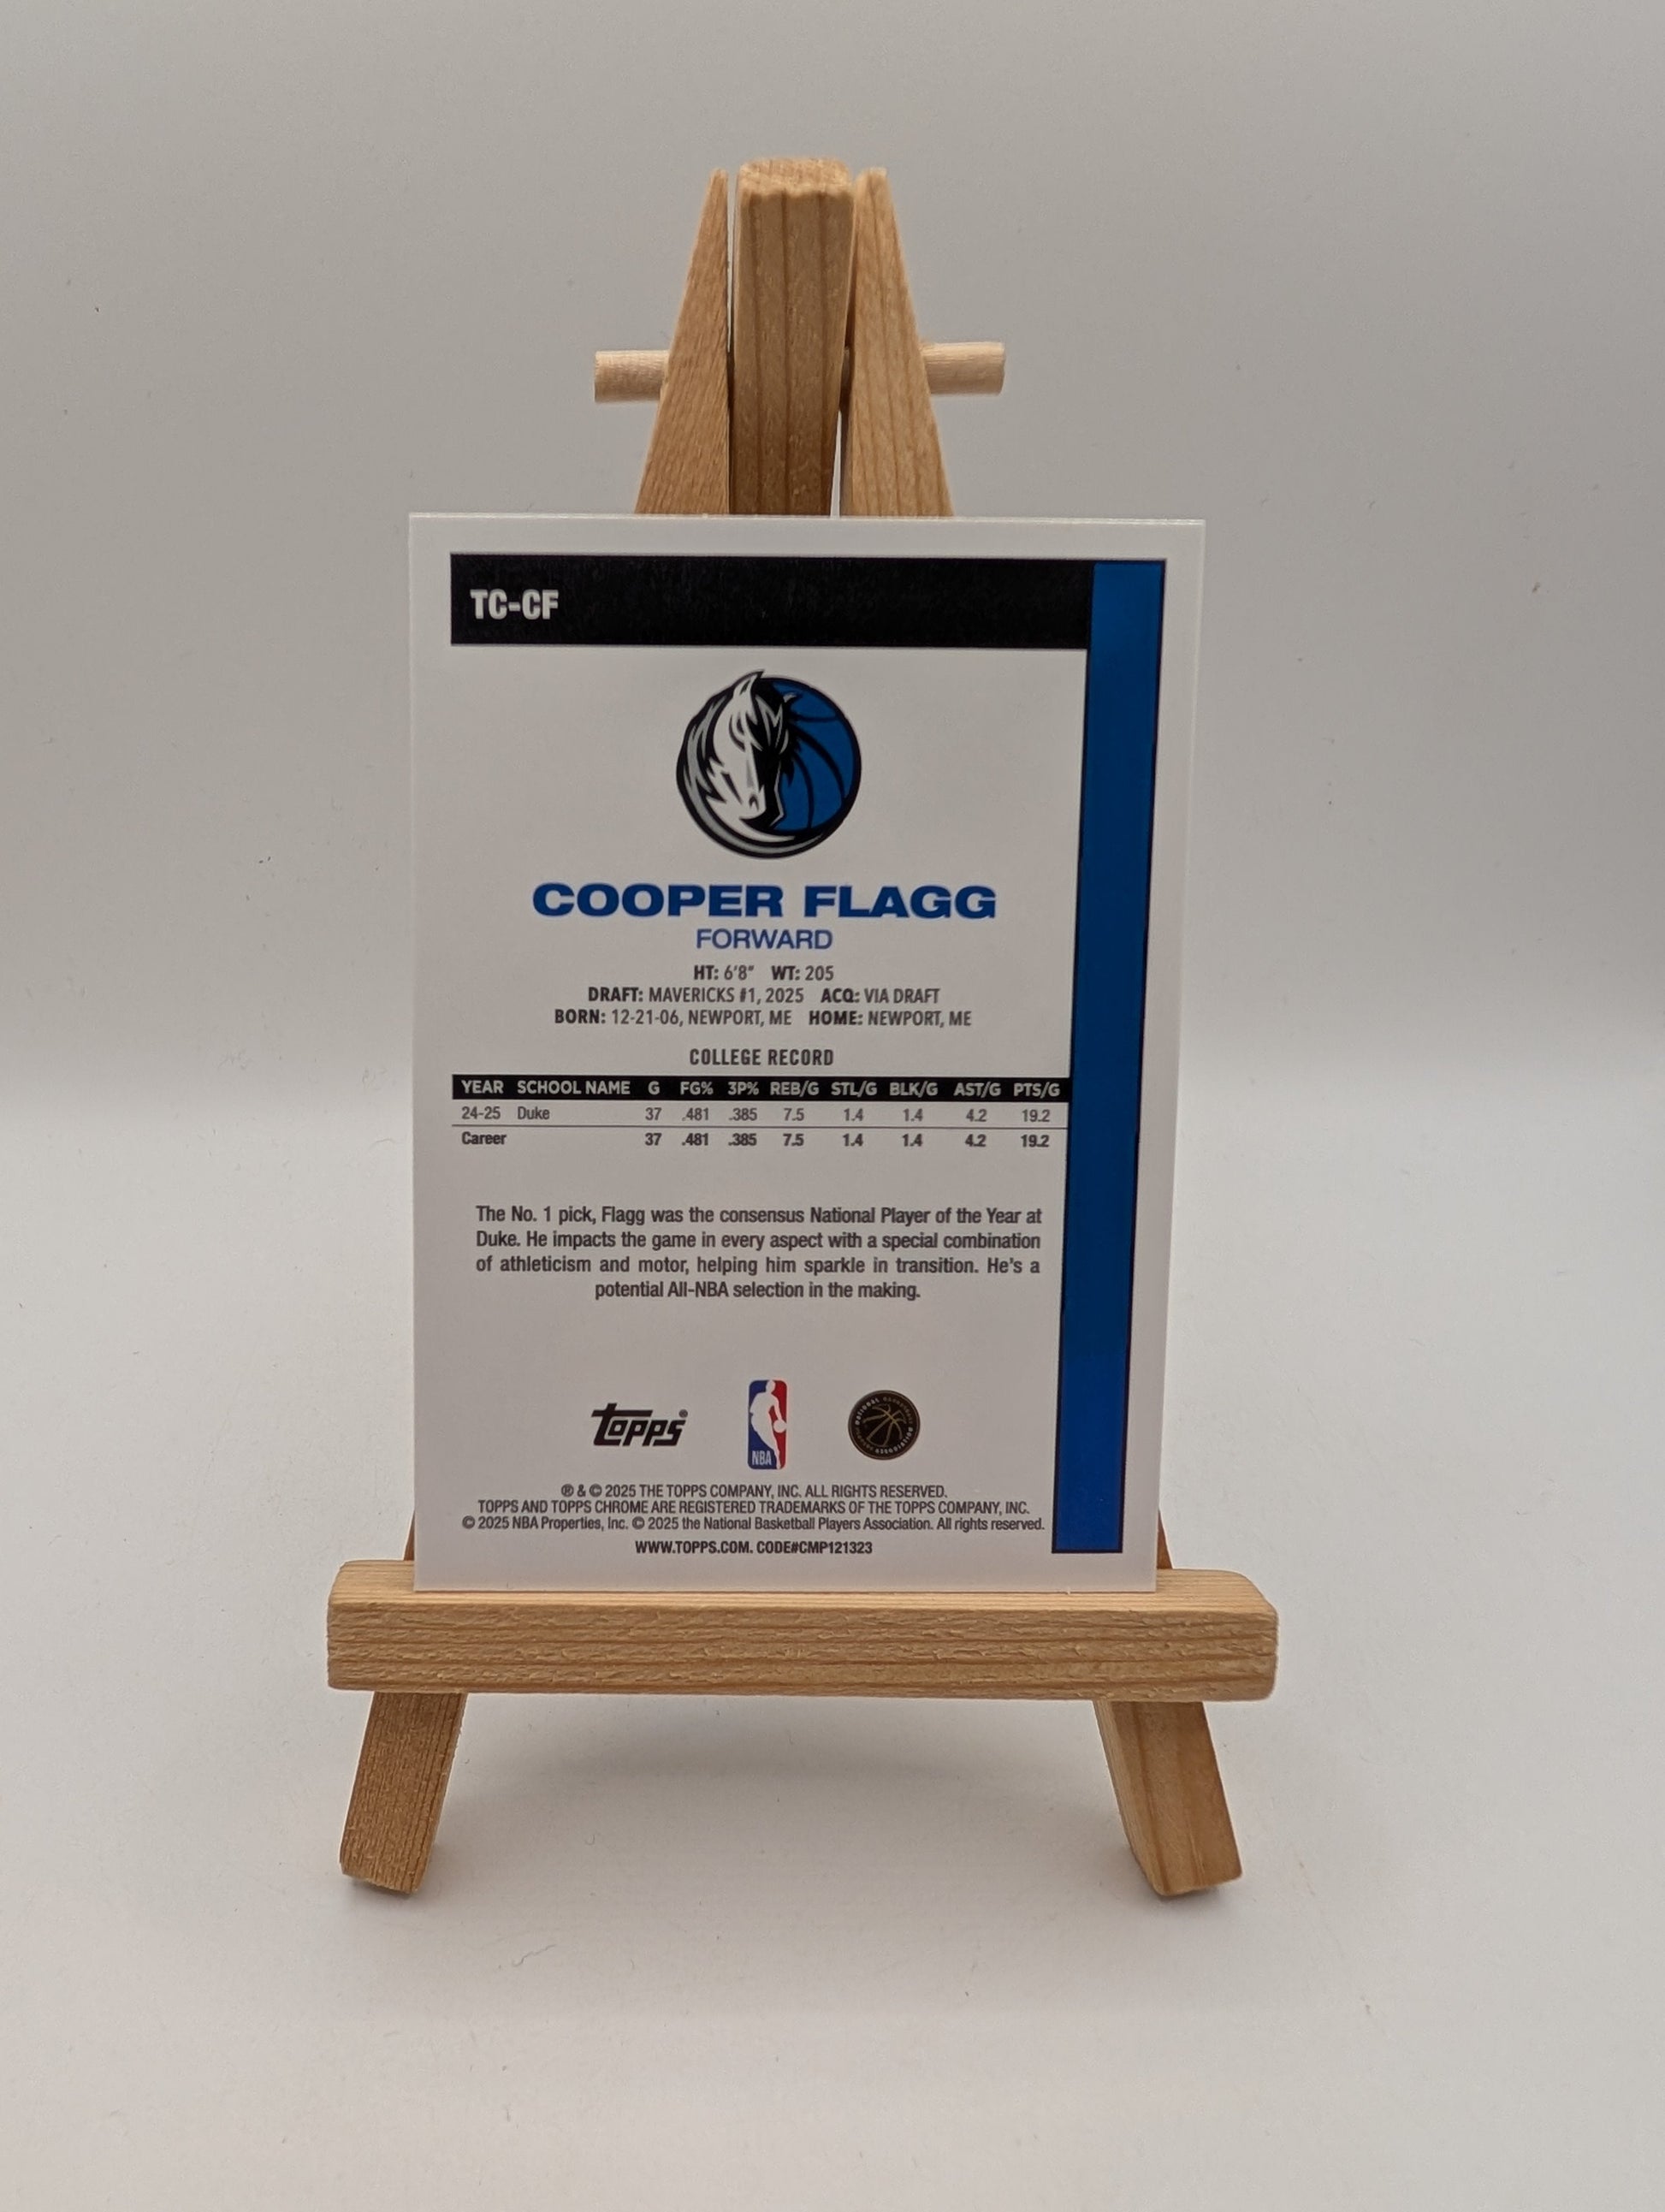 TC-CF
COOPER FLAGG
FORWARD
HT: 6'8" WT: 205
DRAFT: MAVERICKS #1, 2025 ACQ: VIA DRAFT
BORN: 12-21-06, NEWPORT, ME HOME: NEWPORT, ME
COLLEGE RECORD
YEAR SCHOOL NAME G FG% 3P% REB/G STL/G BLK/G AST/G PTS/G
24-25 Duke 37 .481 .385 7.5 1.4 1.4 4.2 19.2
Career 37 .481 .385 7.5 1.4 1.4 4.2 19.2
The No. 1 pick, Flagg was the consensus National Player of the Year at
Duke. He impacts the game in every aspect with a special combination
of athleticism and motor, helping him sparkle in transition. He's a
potential All-NBA selection in the making.
Topps®
NBA
® & © 2025 THE TOPPS COMPANY, INC. ALL RIGHTS RESERVED.
TOPPS AND TOPPS CHROME ARE REGISTERED TRADEMARKS OF THE TOPPS COMPANY, INC.
© 2025 NBA Properties, Inc. © 2025 the National Basketball Players Association. All rights reserved.
WWW.TOPPS.COM. CODE#CMP121323